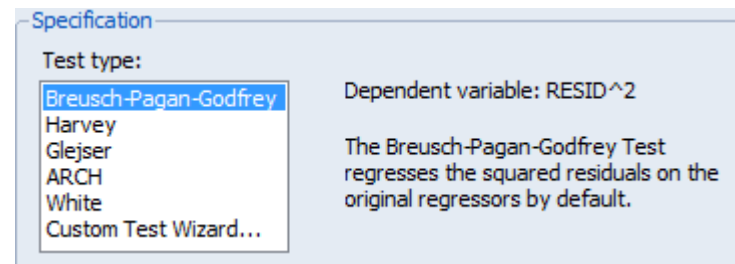 Specification
Test type:
Breusch-Pagan-Godfrey
Harvey
Glejser
ARCH
White
Custom Test Wizard...
Dependent variable: RESID^2
The Breusch-Pagan-Godfrey Test
regresses the squared residuals on the
original regressors by default.